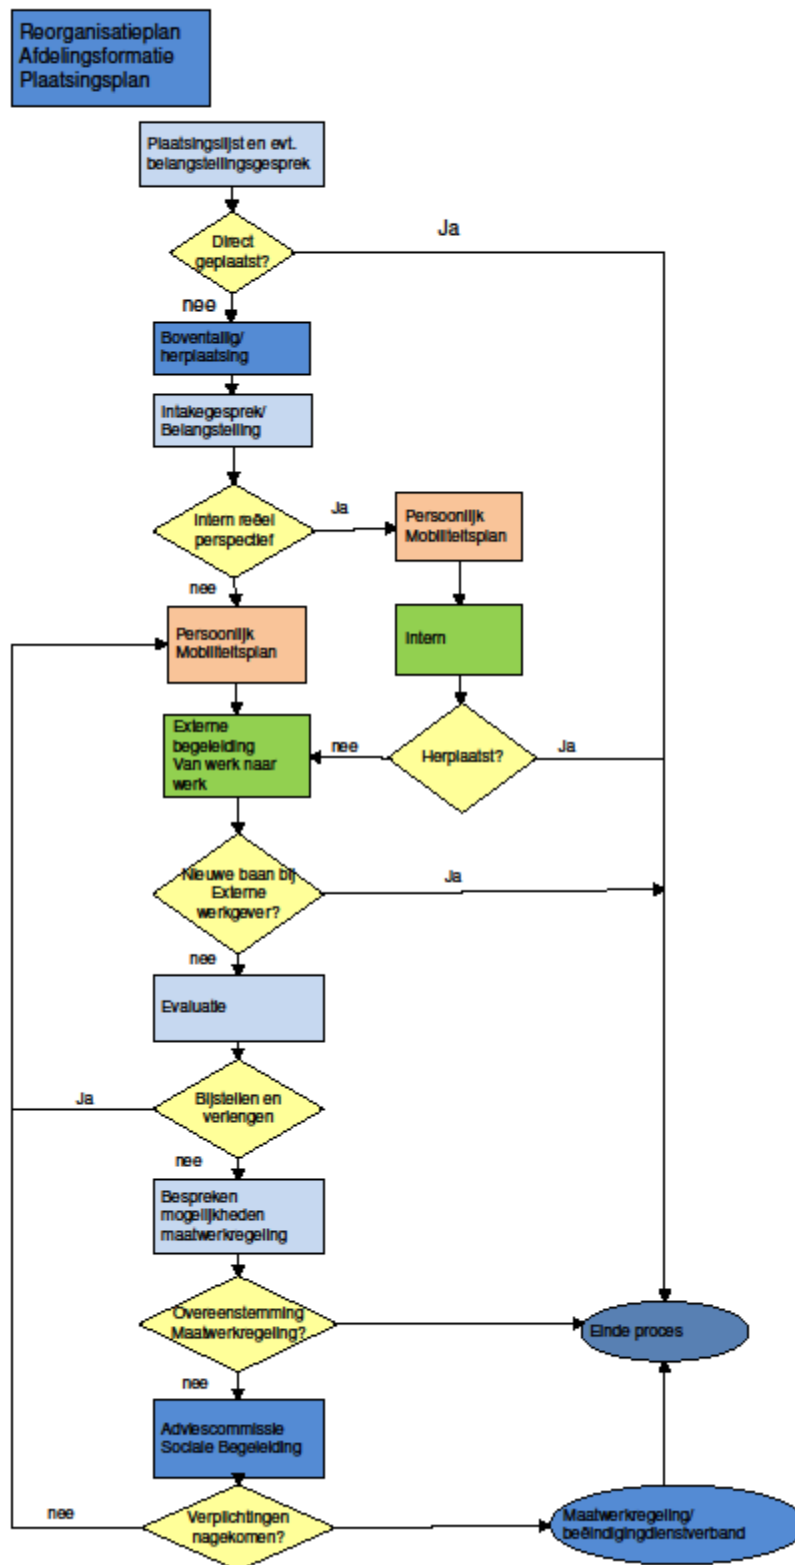 Reorganisatieplan
Afdelingsformatie
Plaatsingsplan
Plaatsingslijst en evt.
belangstellingsgesprek
Direct
geplaatst?
Ja
nee
Boventallig/
herplaatsing
Intakegesprek/
Belangstelling
Intern reëel
perspectief
Ja
Persoonlijk
Mobiliteitsplan
nee
Persoonlijk
Mobiliteitsplan
Intern
Externe
begeleiding
Van werk naar
werk
nee
Herplaatst?
Ja
Nieuwe baan bij
Externe
werkgever?
Ja
nee
Evaluatie
Bijstellen en
verlengen
Ja
nee
Bespreken
mogelijkheden
maatwerkregeling
Overeenstemming
Maatwerkregeling?
Einde proces
nee
Adviescommissie
Sociale Begeleiding
nee
Verplichtingen
nagekomen?
Maatwerkregeling/
beëindigingdienstverband